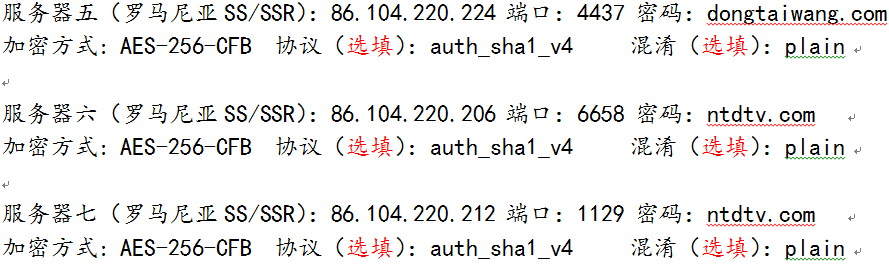 服务器五（罗马尼亚SS/SSR）：86.104.220.224 端口：4437 密码：dongtaiwang.com
加密方式：AES-256-CFB 协议（选填）：auth_sha1_v4 混淆（选填）：plain
服务器六（罗马尼亚SS/SSR）：86.104.220.206 端口：6658 密码：ntdtv.com
加密方式：AES-256-CFB 协议（选填）：auth_sha1_v4 混淆（选填）：plain
服务器七（罗马尼亚SS/SSR）：86.104.220.212 端口：1129 密码：ntdtv.com
加密方式：AES-256-CFB 协议（选填）：auth_sha1_v4 混淆（选填）：plain